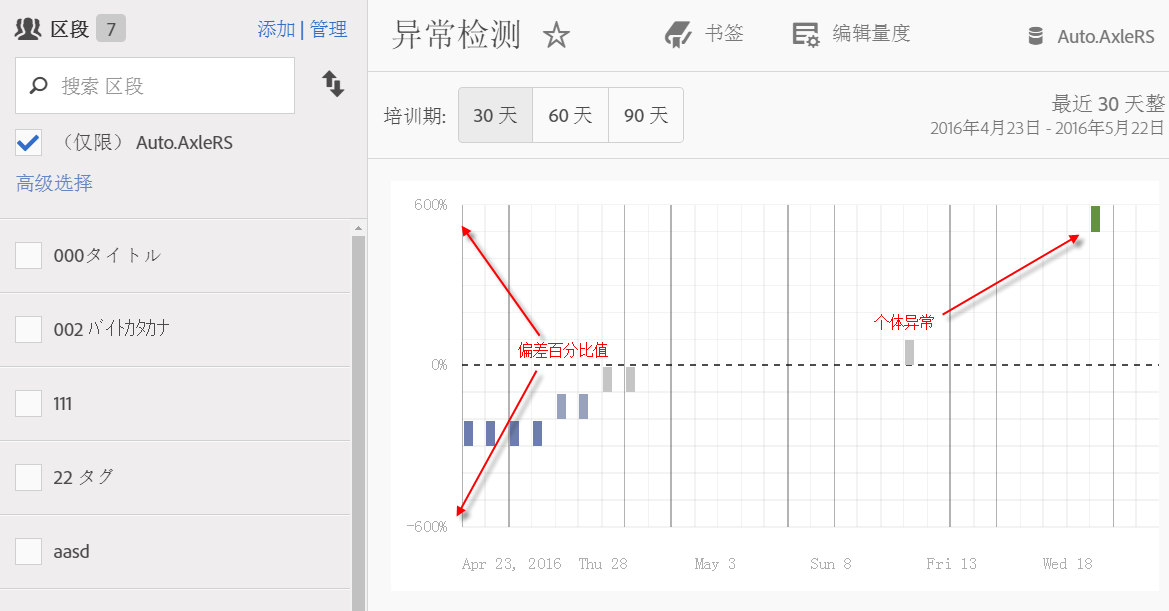 区段 7 添加 | 管理
搜索 区段
（仅限） Auto.AxleRS
高级选择
000タイトル
002 ﾊﾞｲﾄｶﾀｶﾅ
111
22 タグ
aasd
异常检测 书签 编辑量度 Auto.AxleRS
培训期: 30 天 60 天 90 天
最近 30 天整
2016年4月23日 - 2016年5月22日
600%
个体异常
偏差百分比值
0%
-600%
Apr 23, 2016 Thu 28 May 3 Sun 8 Fri 13 Wed 18